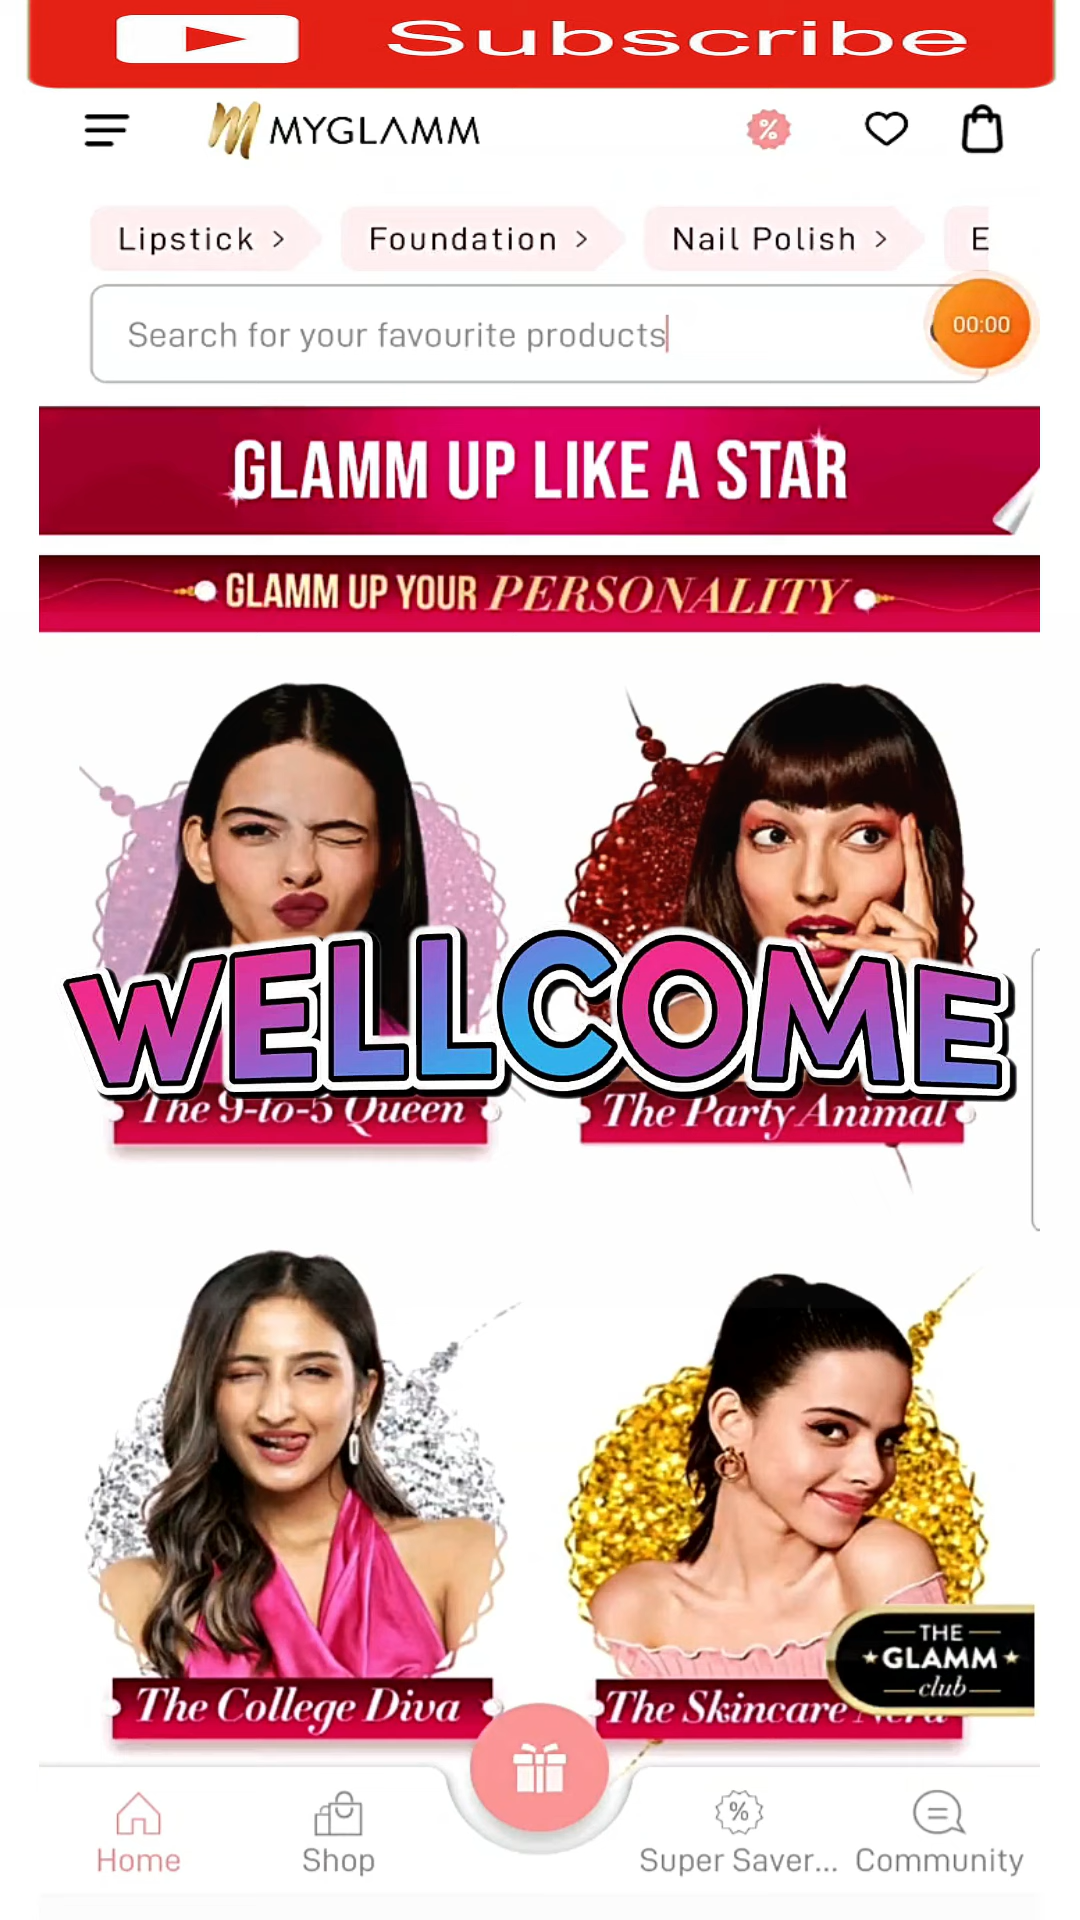 Subscribe
MYGLAMM
Lipstick >
Foundation >
Nail Polish >
E
Search for your favourite products
00:00
GLAMM UP LIKE A STAR
GLAMM UP YOUR PERSONALITY
WELLCOME
The 9-to-5 Queen
The Party Animal
The College Diva
The Skincare Nerd
THE
GLAMM
club
Home
Shop
Super Saver...
Community